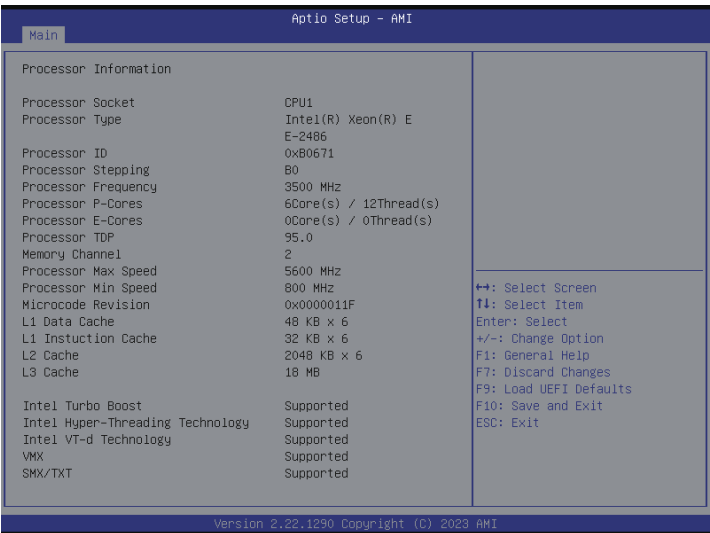 Aptio Setup - AMI
Main
Processor Information
Processor Socket CPU1
Processor Type Intel(R) Xeon(R) E
E-2486
Processor ID 0xB0671
Processor Stepping B0
Processor Frequency 3500 MHz
Processor P-Cores 6Core(s) / 12Thread(s)
Processor E-Cores 0Core(s) / 0Thread(s)
Processor TDP 95.0
Memory Channel 2
Processor Max Speed 5600 MHz
Processor Min Speed 800 MHz
Microcode Revision 0x0000011F
L1 Data Cache 48 KB x 6
L1 Instuction Cache 32 KB x 6
L2 Cache 2048 KB x 6
L3 Cache 18 MB
Intel Turbo Boost Supported
Intel Hyper-Threading Technology Supported
Intel VT-d Technology Supported
VMX Supported
SMX/TXT Supported
↔: Select Screen
↑↓: Select Item
Enter: Select
+/-: Change Option
F1: General Help
F7: Discard Changes
F9: Load UEFI Defaults
F10: Save and Exit
ESC: Exit
Version 2.22.1290 Copyright (C) 2023 AMI